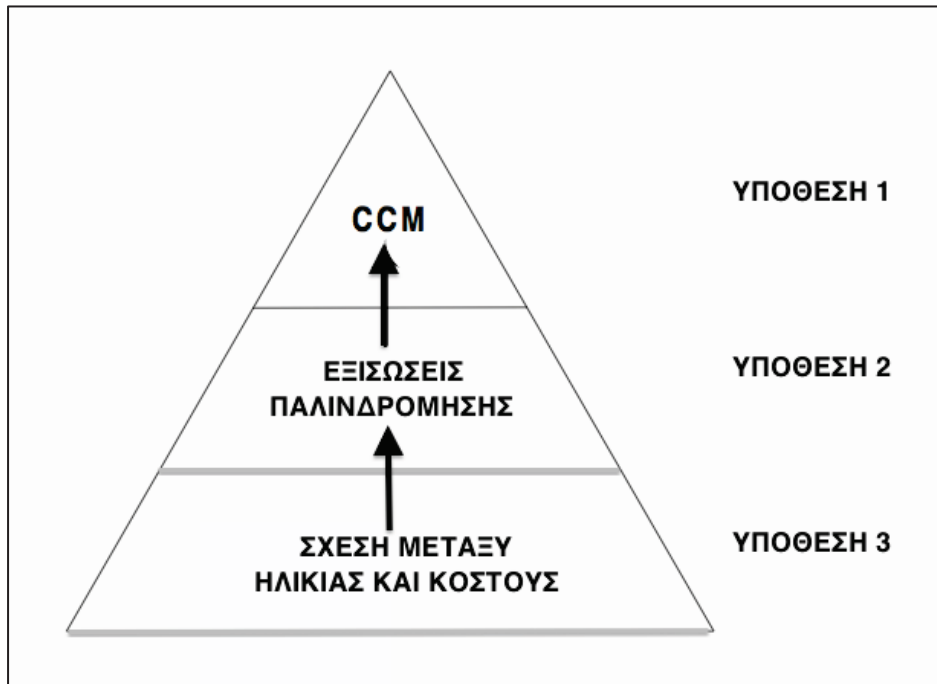 ΥΠΟΘΕΣΗ 1
CCM
ΕΞΙΣΩΣΕΙΣ
ΠΑΛΙΝΔΡΟΜΗΣΗΣ
ΥΠΟΘΕΣΗ 2
ΣΧΕΣΗ ΜΕΤΑΞΥ
ΗΛΙΚΙΑΣ ΚΑΙ ΚΟΣΤΟΥΣ
ΥΠΟΘΕΣΗ 3